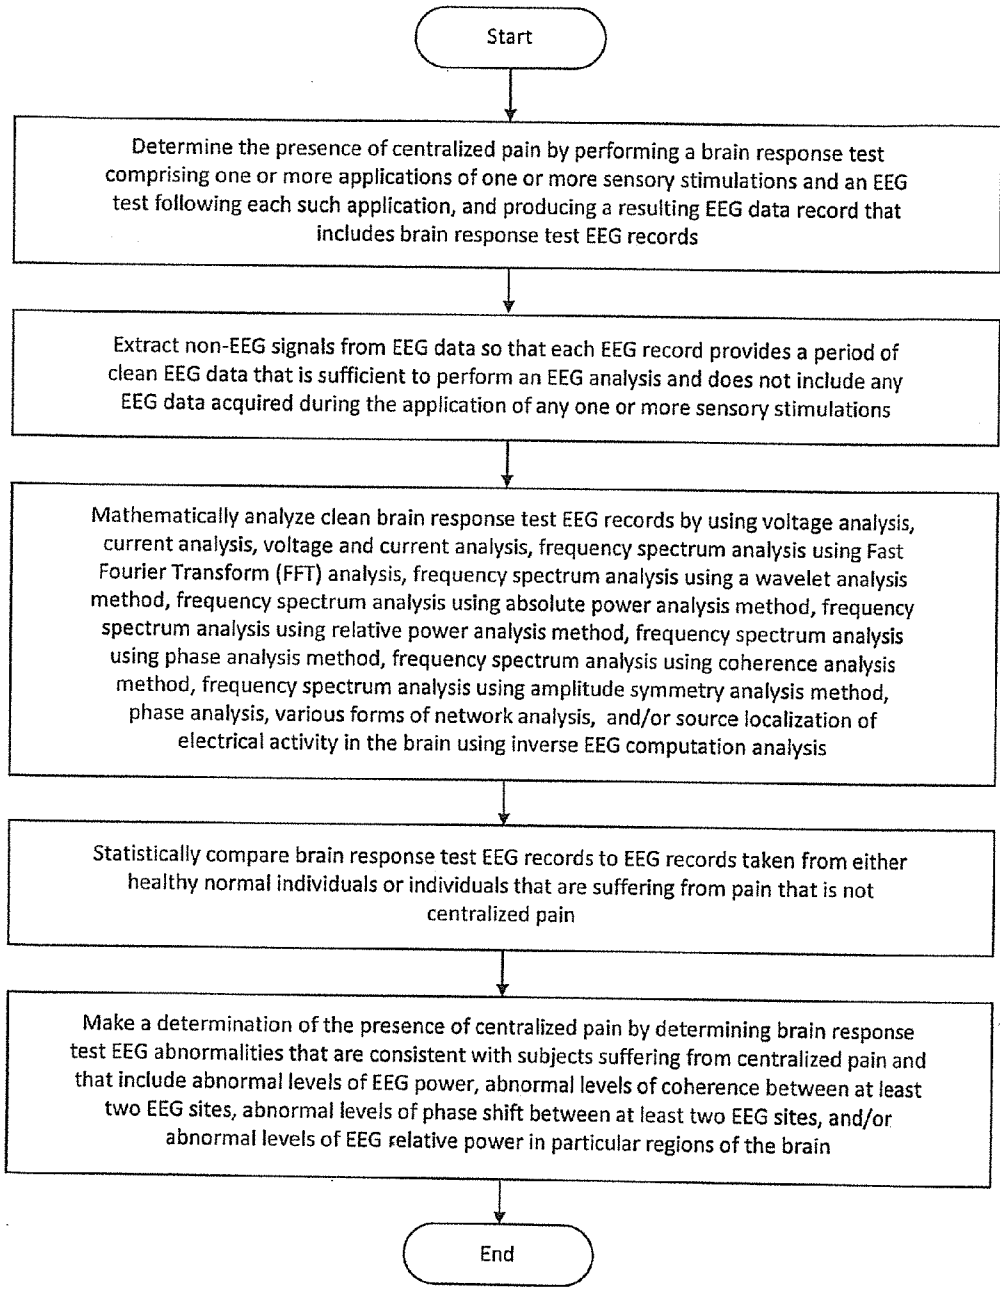 Start
Determine the presence of centralized pain by performing a brain response test
comprising one or more applications of one or more sensory stimulations and an EEG
test following each such application, and producing a resulting EEG data record that
includes brain response test EEG records
Extract non-EEG signals from EEG data so that each EEG record provides a period of
clean EEG data that is sufficient to perform an EEG analysis and does not include any
EEG data acquired during the application of any one or more sensory stimulations
Mathematically analyze clean brain response test EEG records by using voltage analysis,
current analysis, voltage and current analysis, frequency spectrum analysis using Fast
Fourier Transform (FFT) analysis, frequency spectrum analysis using a wavelet analysis
method, frequency spectrum analysis using absolute power analysis method, frequency
spectrum analysis using relative power analysis method, frequency spectrum analysis
using phase analysis method, frequency spectrum analysis using coherence analysis
method, frequency spectrum analysis using amplitude symmetry analysis method,
phase analysis, various forms of network analysis, and/or source localization of
electrical activity in the brain using inverse EEG computation analysis
Statistically compare brain response test EEG records to EEG records taken from either
healthy normal individuals or individuals that are suffering from pain that is not
centralized pain
Make a determination of the presence of centralized pain by determining brain response
test EEG abnormalities that are consistent with subjects suffering from centralized pain and
that include abnormal levels of EEG power, abnormal levels of coherence between at least
two EEG sites, abnormal levels of phase shift between at least two EEG sites, and/or
abnormal levels of EEG relative power in particular regions of the brain
End